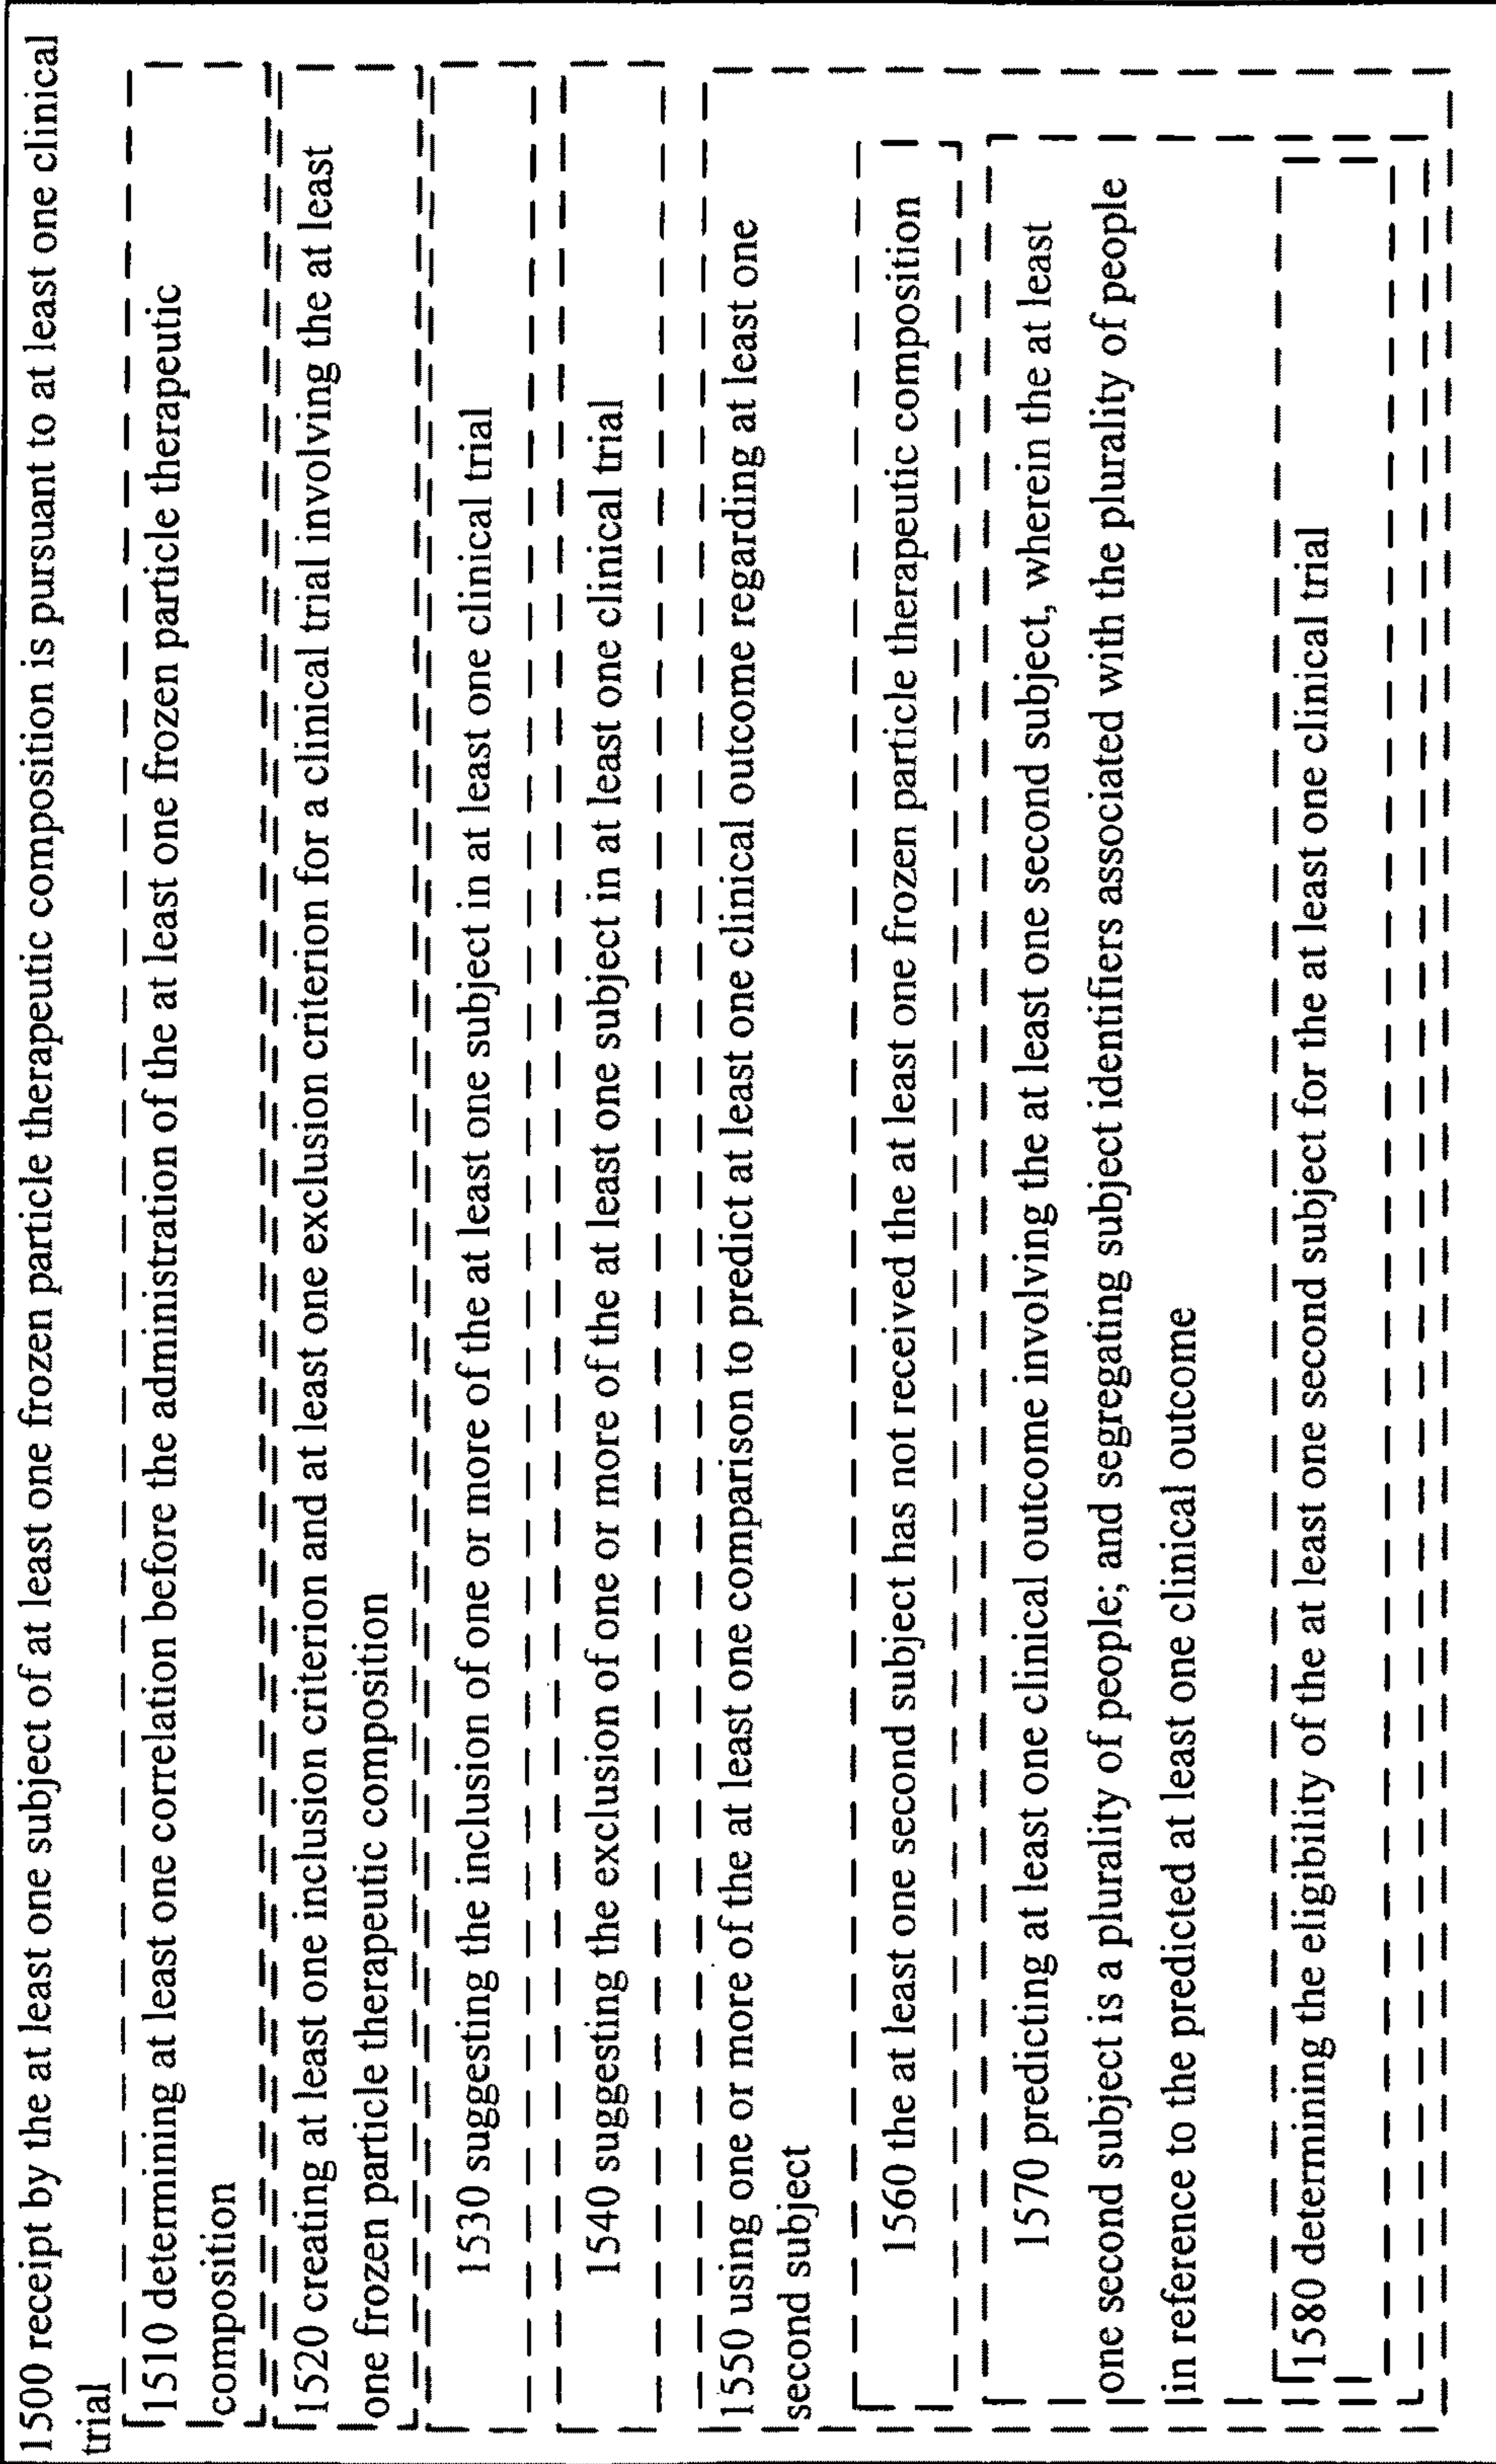 1500 receipt by the at least one subject of at least one frozen particle therapeutic composition is pursuant to at least one clinical
trial
1510 determining at least one correlation before the administration of the at least one frozen particle therapeutic
composition
1520 creating at least one inclusion criterion and at least one exclusion criterion for a clinical trial involving the at least
one frozen particle therapeutic composition
1530 suggesting the inclusion of one or more of the at least one subject in at least one clinical trial
1540 suggesting the exclusion of one or more of the at least one subject in at least one clinical trial
1550 using one or more of the at least one comparison to predict at least one clinical outcome regarding at least one
second subject
1560 the at least one second subject has not received the at least one frozen particle therapeutic composition
1570 predicting at least one clinical outcome involving the at least one second subject, wherein the at least
one second subject is a plurality of people; and segregating subject identifiers associated with the plurality of people
in reference to the predicted at least one clinical outcome
1580 determining the eligibility of the at least one second subject for the at least one clinical trial